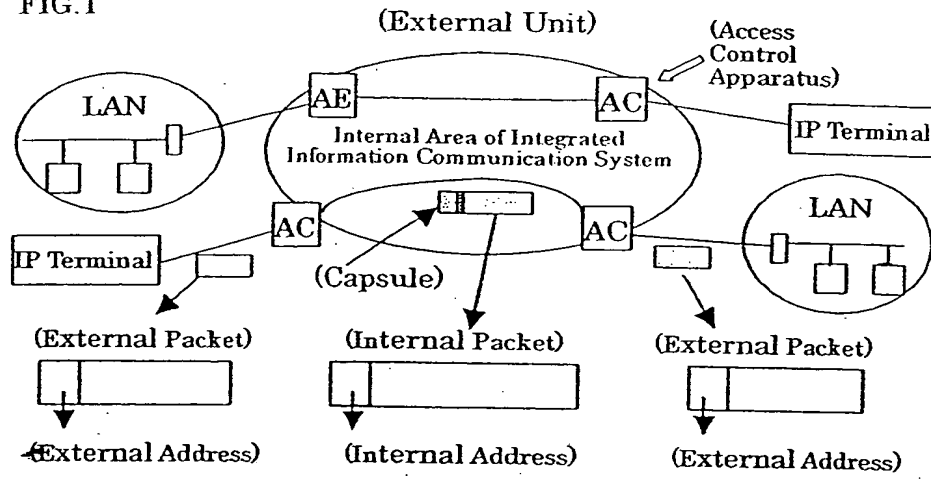 FIG.1
(External Unit)
(Access
Control
Apparatus)
LAN
AE
AC
IP Terminal
Internal Area of Integrated
Information Communication System
LAN
AC
AC
IP Terminal
(Capsule)
(External Packet)
(Internal Packet)
(External Packet)
(External Address)
(Internal Address)
(External Address)